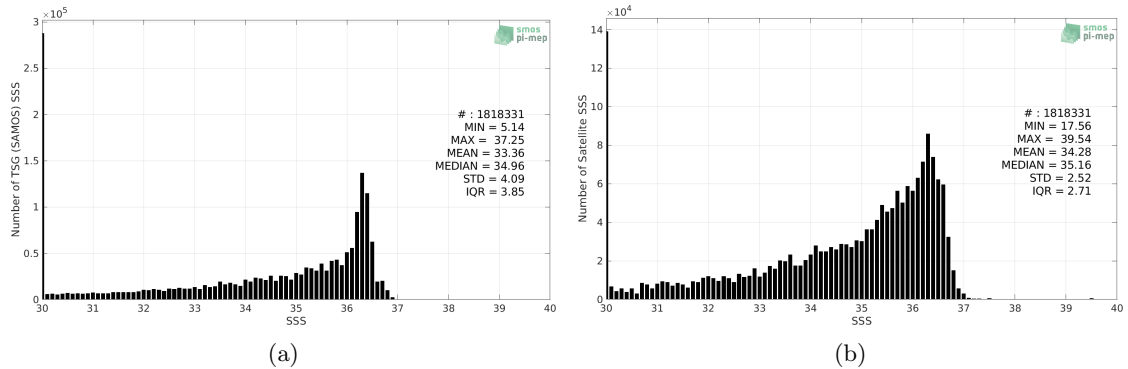 ×10⁵
3
2.5
2
1.5
1
0.5
0
30 31 32 33 34 35 36 37 38 39 40
Number of TSG (SAMOS) SSS
SSS
smos
pi-mep
# : 1818331
MIN = 5.14
MAX = 37.25
MEAN = 33.36
MEDIAN = 34.96
STD = 4.09
IQR = 3.85
(a)
×10⁴
14
12
10
8
6
4
2
0
30 31 32 33 34 35 36 37 38 39 40
Number of Satellite SSS
SSS
smos
pi-mep
# : 1818331
MIN = 17.56
MAX = 39.54
MEAN = 34.28
MEDIAN = 35.16
STD = 2.52
IQR = 2.71
(b)